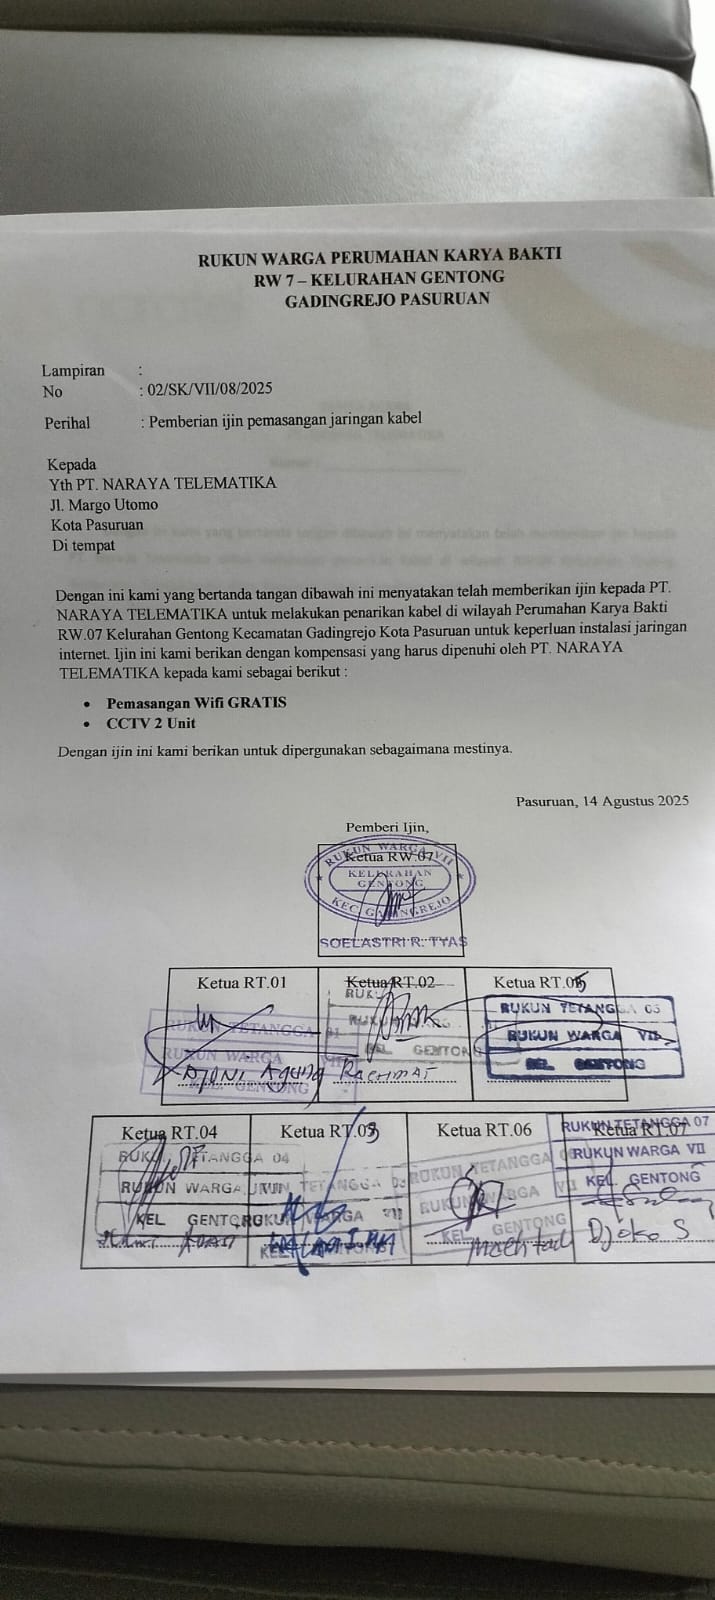 RUKUN WARGA PERUMAHAN KARYA BAKTI
RW 7 – KELURAHAN GENTONG
GADINGREJO PASURUAN
Lampiran :
No : 02/SK/VII/08/2025
Perihal : Pemberian ijin pemasangan jaringan kabel
Kepada
Yth PT. NARAYA TELEMATIKA
Jl. Margo Utomo
Kota Pasuruan
Di tempat
Dengan ini kami yang bertanda tangan dibawah ini menyatakan telah memberikan ijin kepada PT.
NARAYA TELEMATIKA untuk melakukan penarikan kabel di wilayah Perumahan Karya Bakti
RW.07 Kelurahan Gentong Kecamatan Gadingrejo Kota Pasuruan untuk keperluan instalasi jaringan
internet. Ijin ini kami berikan dengan kompensasi yang harus dipenuhi oleh PT. NARAYA
TELEMATIKA kepada kami sebagai berikut :
• Pemasangan Wifi GRATIS
• CCTV 2 Unit
Dengan ijin ini kami berikan untuk dipergunakan sebagaimana mestinya.
Pasuruan, 14 Agustus 2025
Pemberi Ijin,
Ketua RW.07
RUKUN WARGA VII
KELURAHAN
GENTONG
KEC. GADINGREJO
SOELASTRI R. TYAS
Ketua RT.01
RUKUN TETANGGA 01
RUKUN WARGA VII
KEL. GENTONG
Agung
Ketua RT.02
KEL GENTONG
RACHMAT
Ketua RT.05
RUKUN TETANGGA 05
RUKUN WARGA VII
KEL. GENTONG
Ketua RT.04
RUKUN TETANGGA 04
RUKUN WARGA
KEL GENTONG
Ketua RT.03
RUKUN TETANGGA 03
RUKUN WARGA VII
KEL GENTONG
Ketua RT.06
RUKUN TETANGGA 06
RUKUN WARGA VII
KEL GENTONG
Mochtadi
Ketua RT.07
RUKUN TETANGGA 07
RUKUN WARGA VII
KEL. GENTONG
Djoko S